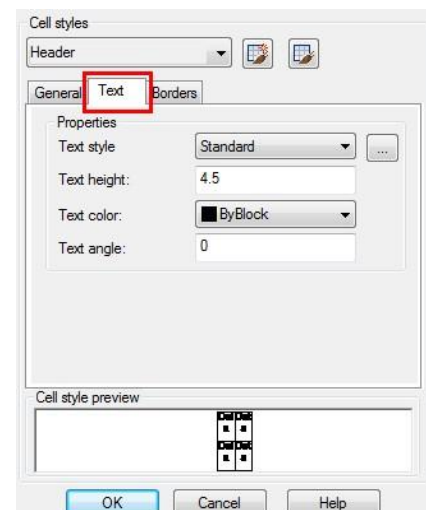 Cell styles
Header
General Text Borders
Properties
Text style Standard ...
Text height: 4.5
Text color: ByBlock
Text angle: 0
Cell style preview
OK Cancel Help